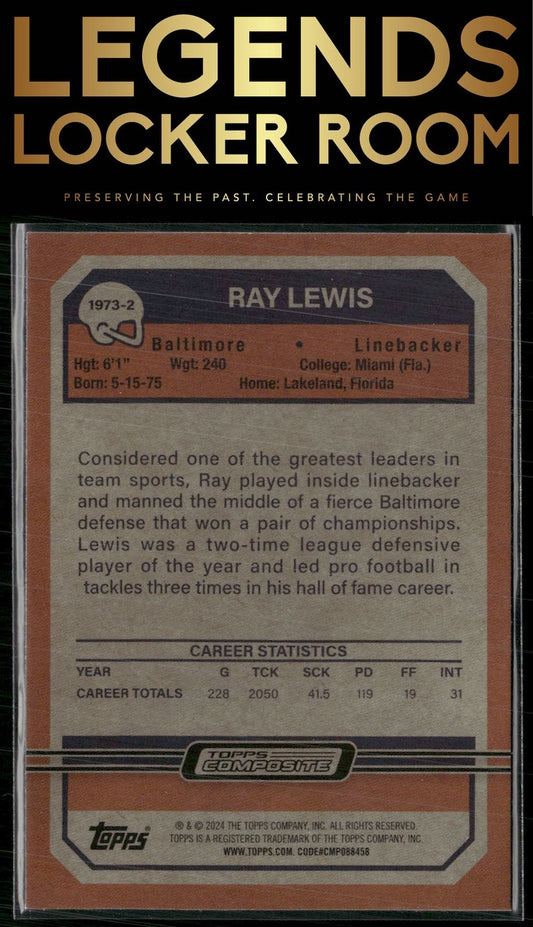 LEGENDS
LOCKER ROOM
PRESERVING THE PAST. CELEBRATING THE GAME
1973-2
RAY LEWIS
Baltimore • Linebacker
Hgt: 6'1" Wgt: 240 College: Miami (Fla.)
Born: 5-15-75 Home: Lakeland, Florida
Considered one of the greatest leaders in
team sports, Ray played inside linebacker
and manned the middle of a fierce Baltimore
defense that won a pair of championships.
Lewis was a two-time league defensive
player of the year and led pro football in
tackles three times in his hall of fame career.
CAREER STATISTICS
YEAR G TCK SCK PD FF INT
CAREER TOTALS 228 2050 41.5 119 19 31
TOPPS
COMPOSITE
Topps®
® & © 2024 THE TOPPS COMPANY, INC. ALL RIGHTS RESERVED.
TOPPS IS A REGISTERED TRADEMARK OF THE TOPPS COMPANY, INC.
WWW.TOPPS.COM. CODE#CMP088458